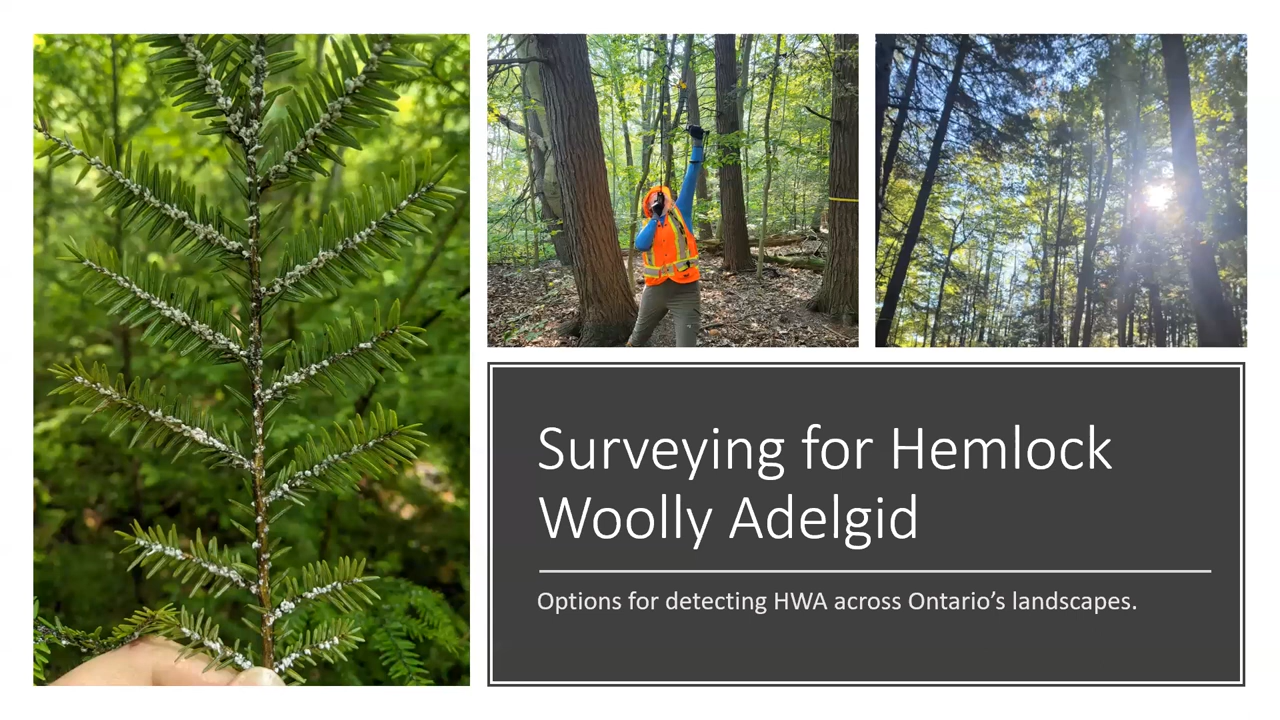 Surveying for Hemlock
Woolly Adelgid
Options for detecting HWA across Ontario’s landscapes.